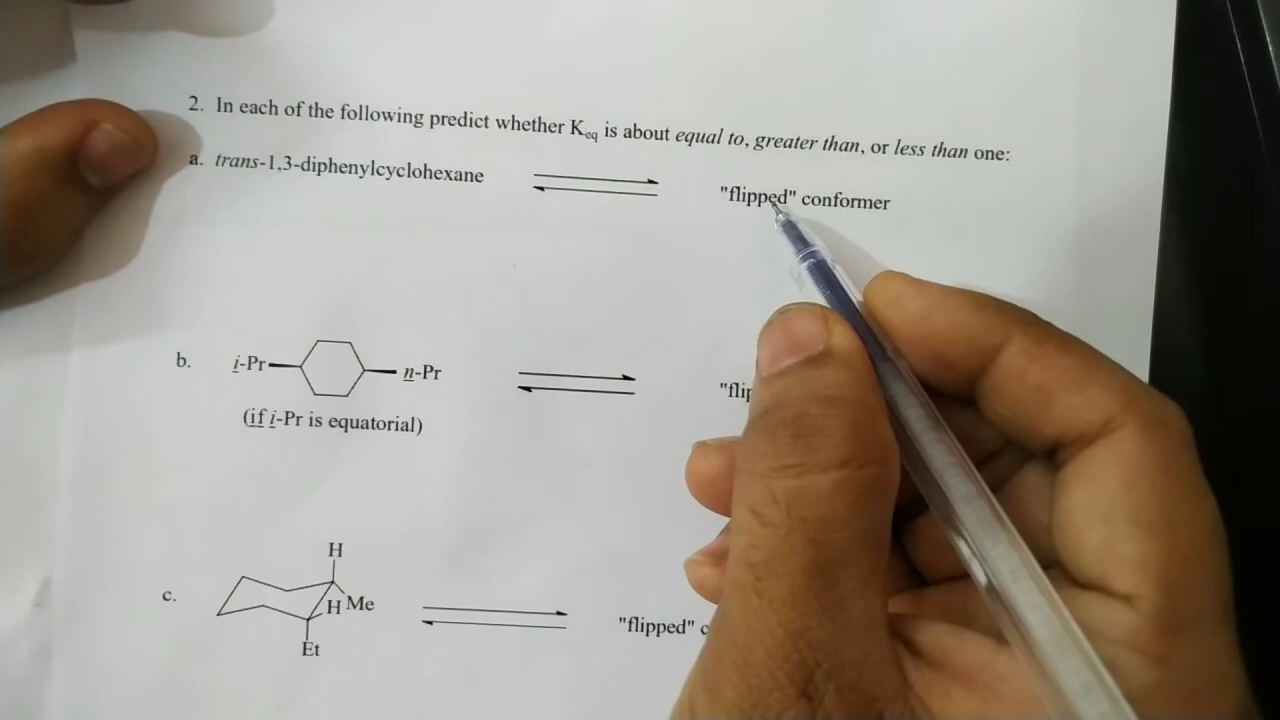 2. In each of the following predict whether Keq is about equal to, greater than, or less than one:
a. trans-1,3-diphenylcyclohexane "flipped" conformer
b. i-Pr n-Pr
(if i-Pr is equatorial)
H
c. H Me "flipped"
Et